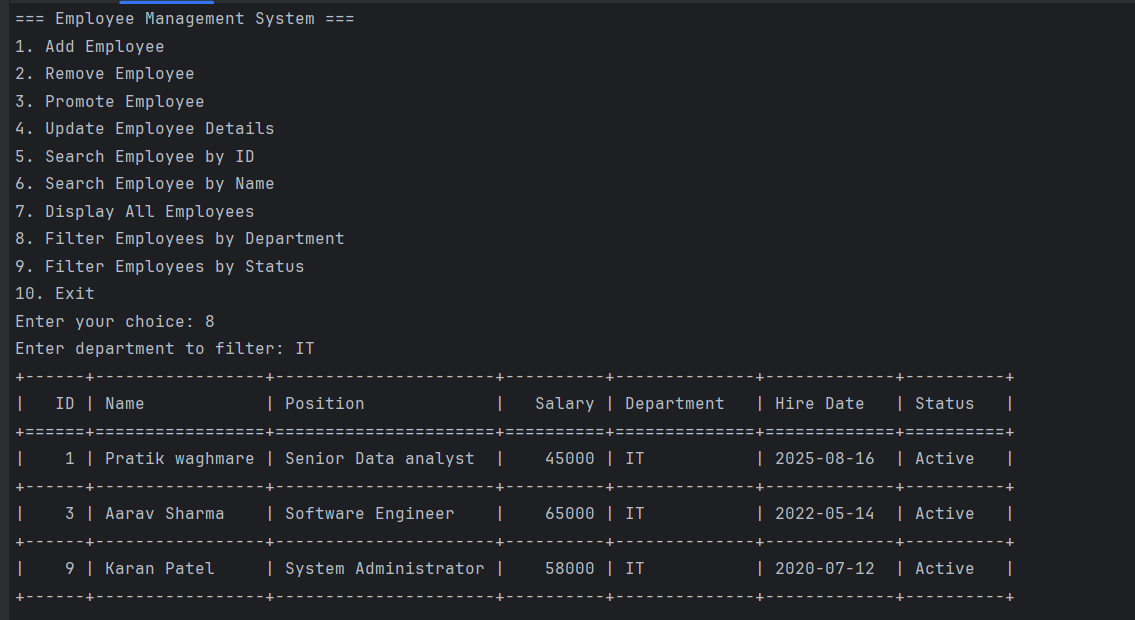 === Employee Management System ===
1. Add Employee
2. Remove Employee
3. Promote Employee
4. Update Employee Details
5. Search Employee by ID
6. Search Employee by Name
7. Display All Employees
8. Filter Employees by Department
9. Filter Employees by Status
10. Exit
Enter your choice: 8
Enter department to filter: IT
+------+-----------------+----------------------+----------+--------------+-------------+----------+
|   ID | Name            | Position             |   Salary | Department   | Hire Date   | Status   |
+======+=================+======================+==========+==============+=============+==========+
|    1 | Pratik waghmare | Senior Data analyst  |    45000 | IT           | 2025-08-16  | Active   |
+------+-----------------+----------------------+----------+--------------+-------------+----------+
|    3 | Aarav Sharma    | Software Engineer    |    65000 | IT           | 2022-05-14  | Active   |
+------+-----------------+----------------------+----------+--------------+-------------+----------+
|    9 | Karan Patel     | System Administrator |    58000 | IT           | 2020-07-12  | Active   |
+------+-----------------+----------------------+----------+--------------+-------------+----------+